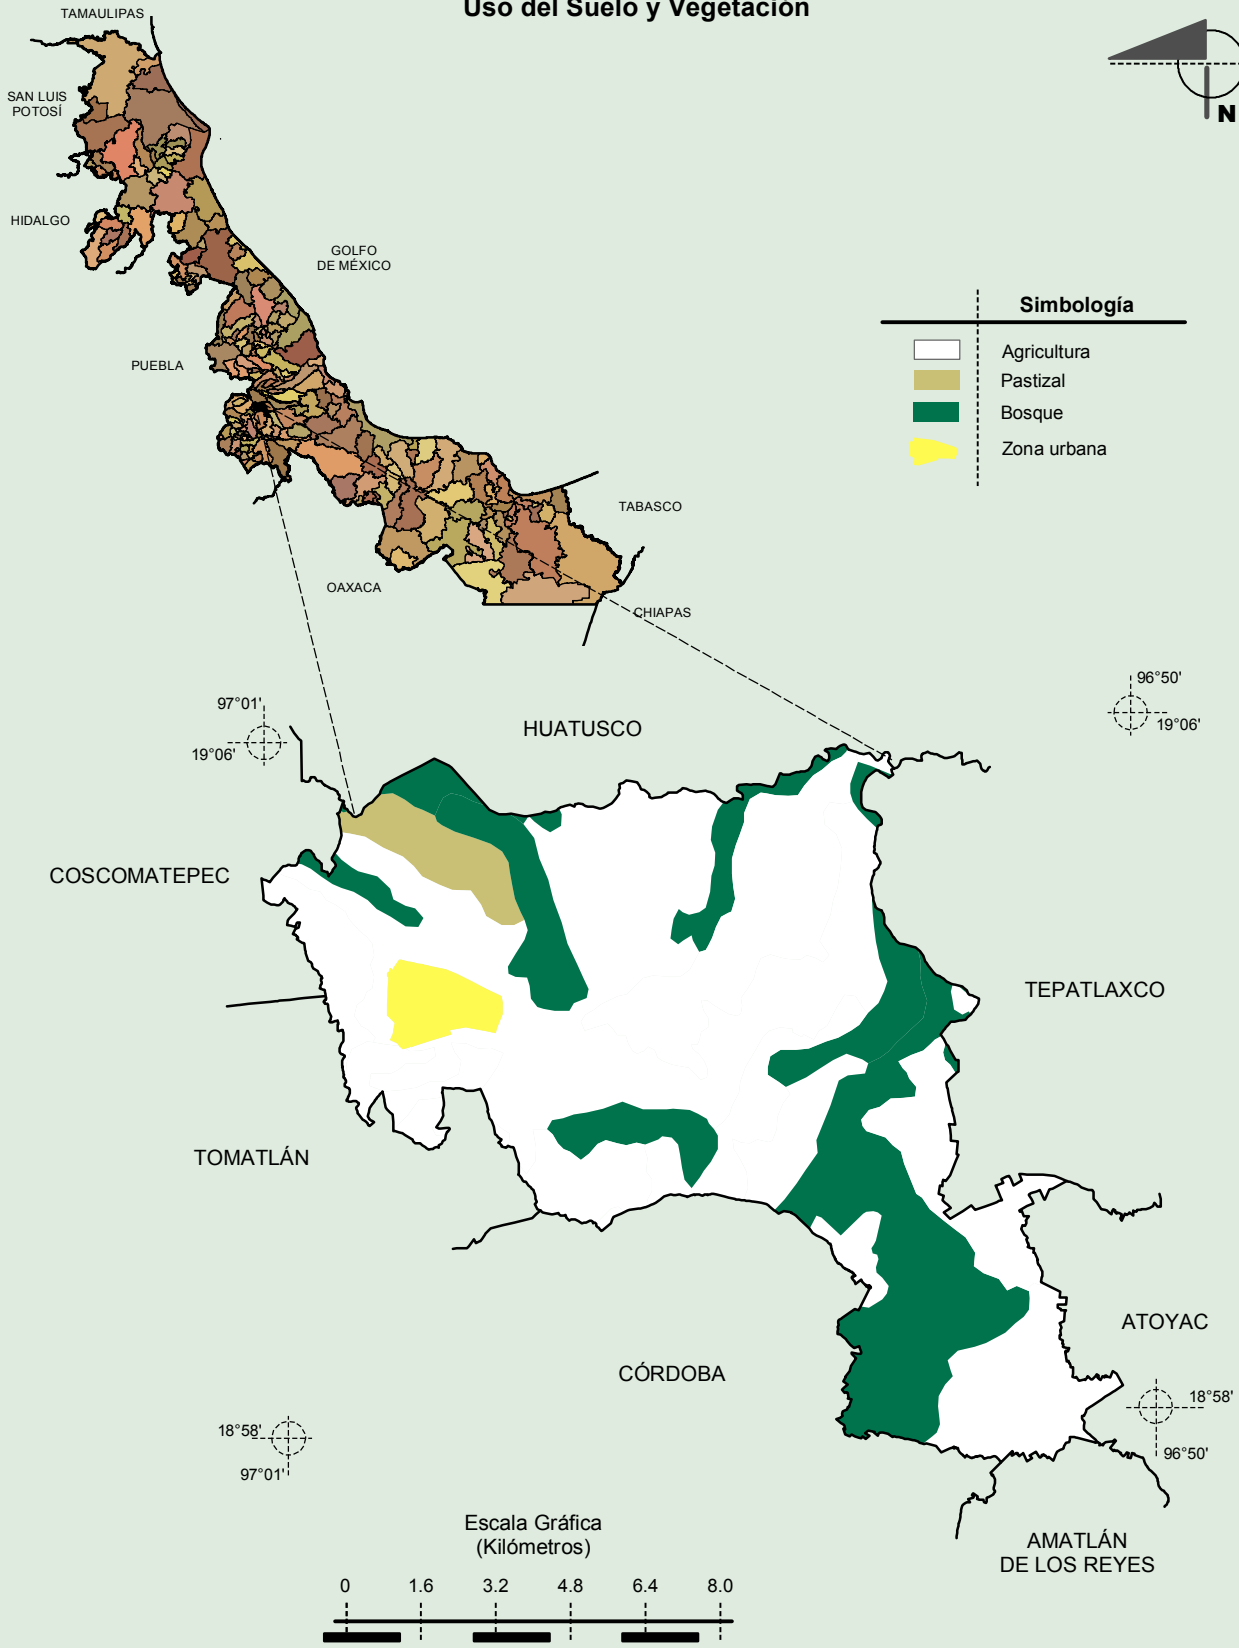 Uso del Suelo y Vegetación
TAMAULIPAS
N
SAN LUIS
POTOSÍ
HIDALGO
GOLFO
DE MÉXICO
PUEBLA
Simbología
Agricultura
Pastizal
Bosque
Zona urbana
TABASCO
OAXACA
CHIAPAS
97°01'
19°06'
HUATUSCO
96°50'
19°06'
COSCOMATEPEC
TEPATLAXCO
TOMATLÁN
ATOYAC
CÓRDOBA
18°58'
97°01'
18°58'
96°50'
AMATLÁN
DE LOS REYES
Escala Gráfica
(Kilómetros)
0 1.6 3.2 4.8 6.4 8.0